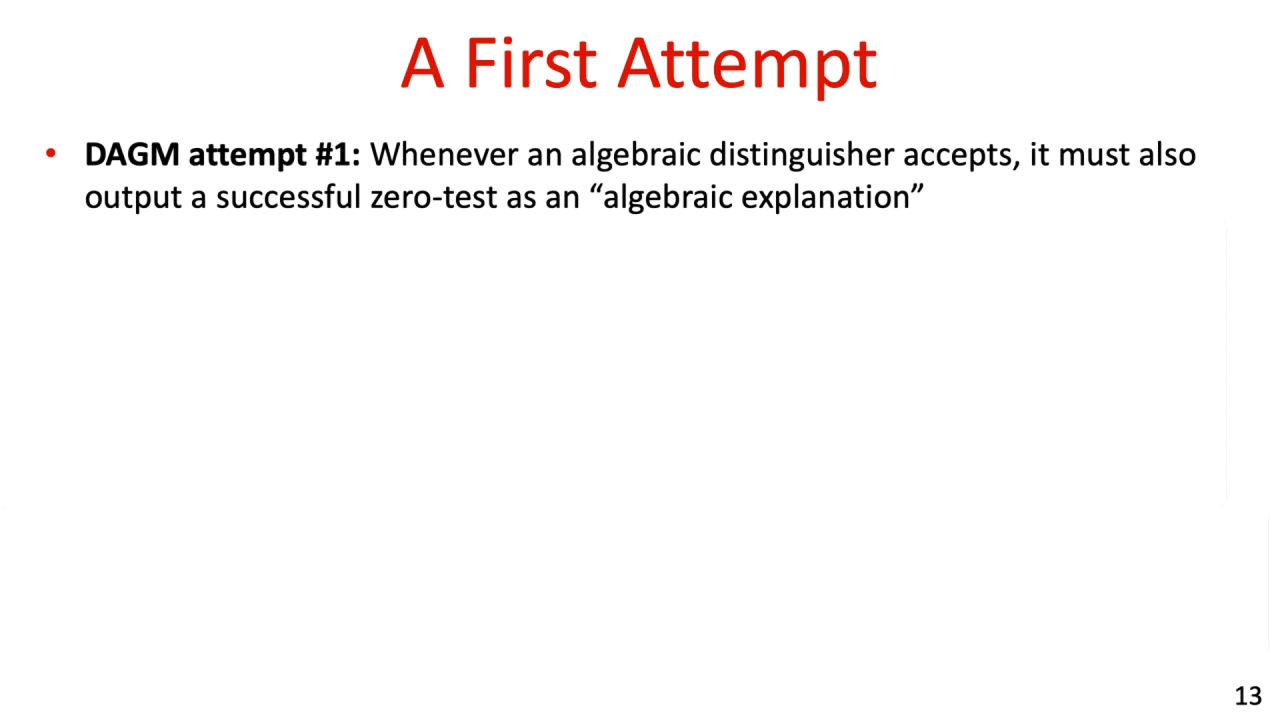 A First Attempt
• DAGM attempt #1: Whenever an algebraic distinguisher accepts, it must also
output a successful zero-test as an “algebraic explanation”
13